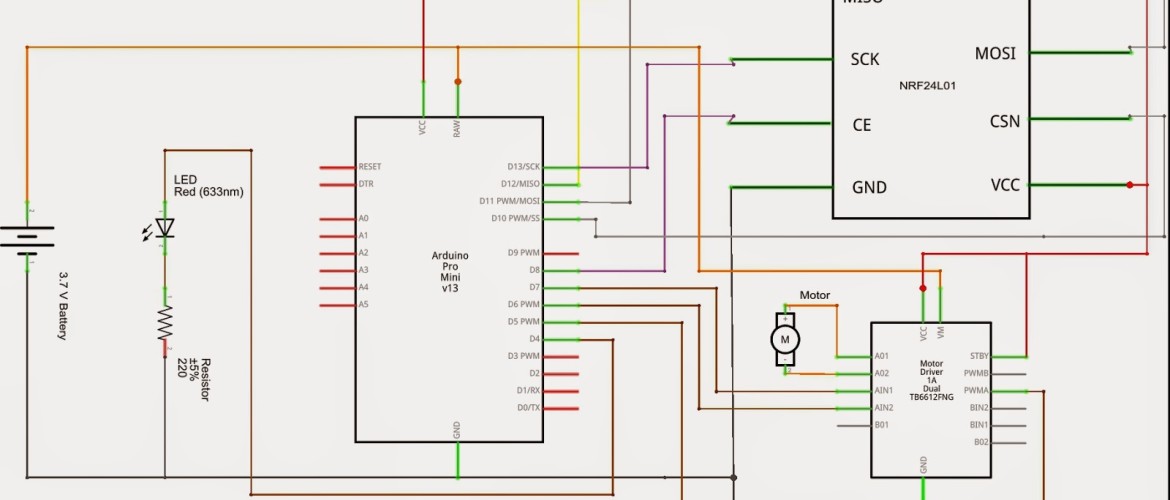 MISO
SCK
MOSI
NRF24L01
CE
CSN
GND
VCC
VCC
RAW
LED
Red (633nm)
RESET
DTR
A0
A1
A2
A3
A4
A5
Arduino
Pro
Mini
v13
D13/SCK
D12/MISO
D11 PWM/MOSI
D10 PWM/SS
D9 PWM
D8
D7
D6 PWM
D5 PWM
D4
D3 PWM
D2
D1/RX
D0/TX
GND
3.7 V Battery
Resistor
±5%
220
Motor
M
VCC
VM
A01
A02
AIN1
AIN2
B01
Motor
Driver
1A
Dual
TB6612FNG
STBY
PWMB
PWMA
BIN2
BIN1
B02
GND